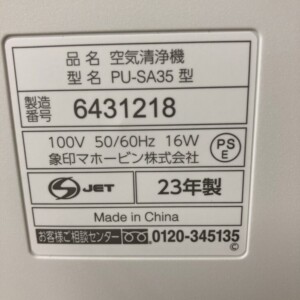 品名 空気清浄機
型名 PU-SA35 型
製造番号 6431218
100V 50/60Hz 16W
象印マホービン株式会社
PSE
S JET 23年製
Made in China
お客様ご相談センター 0120-345135
©